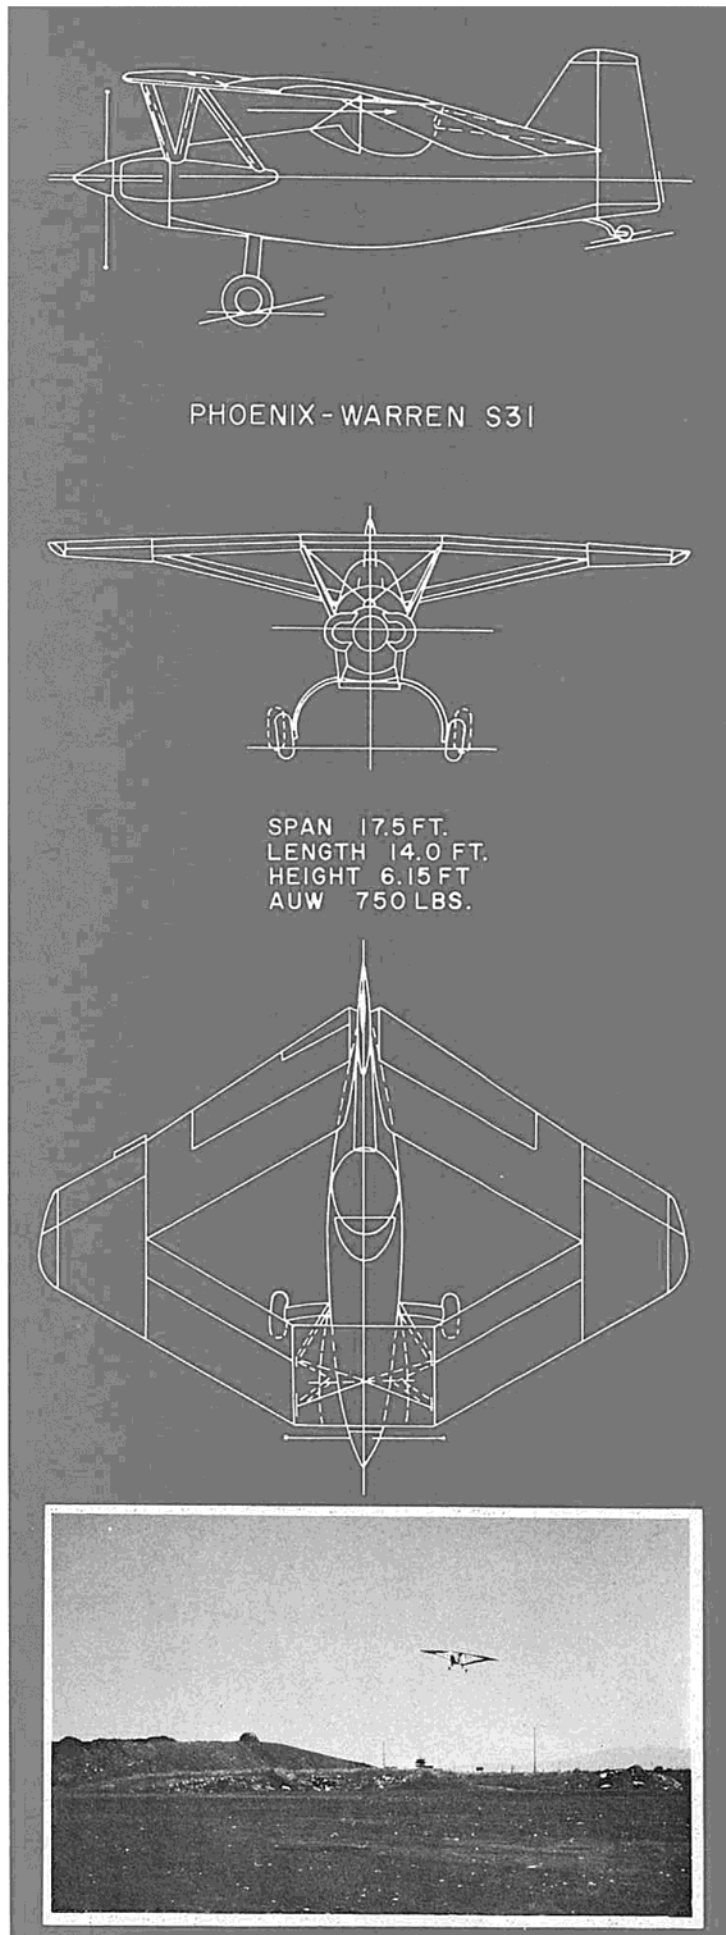 PHOENIX - WARREN S31
SPAN 17.5 FT.
LENGTH 14.0 FT.
HEIGHT 6.15 FT
AUW 750 LBS.